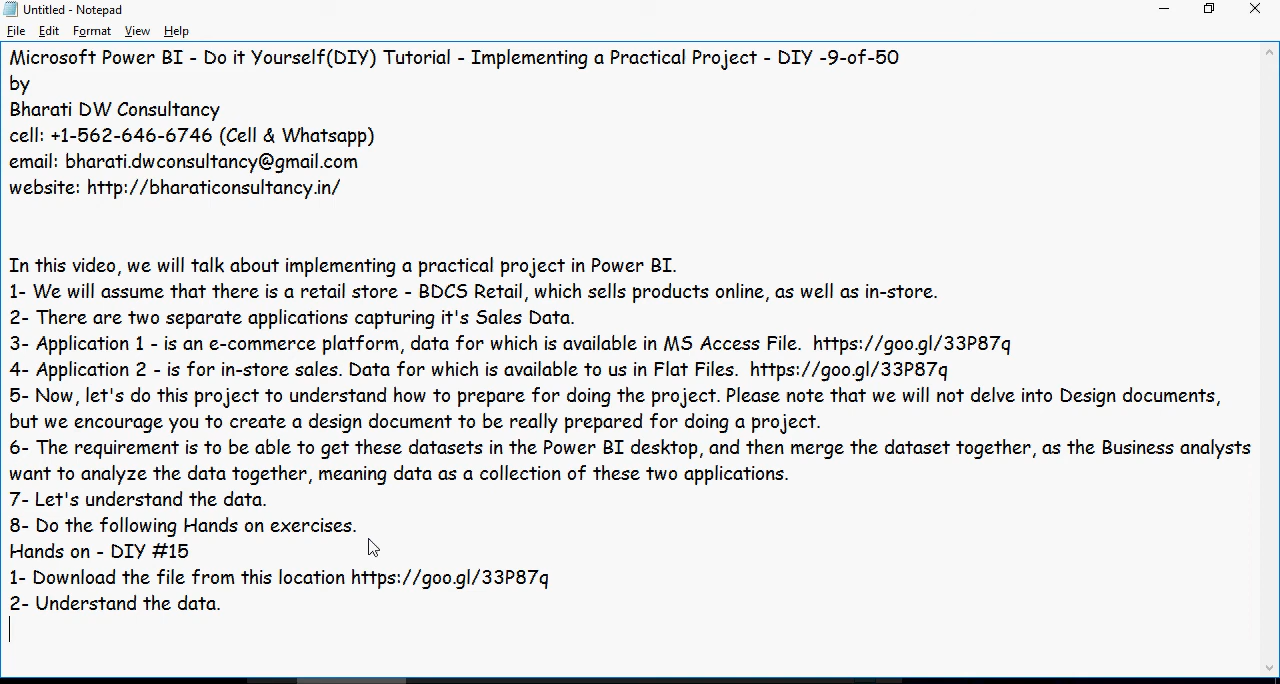 Untitled - Notepad
File Edit Format View Help
Microsoft Power BI - Do it Yourself(DIY) Tutorial - Implementing a Practical Project - DIY -9-of-50
by
Bharati DW Consultancy
cell: +1-562-646-6746 (Cell & Whatsapp)
email: bharati.dwconsultancy@gmail.com
website: http://bharaticonsultancy.in/
In this video, we will talk about implementing a practical project in Power BI.
1- We will assume that there is a retail store - BDCS Retail, which sells products online, as well as in-store.
2- There are two separate applications capturing it's Sales Data.
3- Application 1 - is an e-commerce platform, data for which is available in MS Access File.  https://goo.gl/33P87q
4- Application 2 - is for in-store sales. Data for which is available to us in Flat Files.  https://goo.gl/33P87q
5- Now, let's do this project to understand how to prepare for doing the project. Please note that we will not delve into Design documents,
but we encourage you to create a design document to be really prepared for doing a project.
6- The requirement is to be able to get these datasets in the Power BI desktop, and then merge the dataset together, as the Business analysts
want to analyze the data together, meaning data as a collection of these two applications.
7- Let's understand the data.
8- Do the following Hands on exercises.
Hands on - DIY #15
1- Download the file from this location https://goo.gl/33P87q
2- Understand the data.